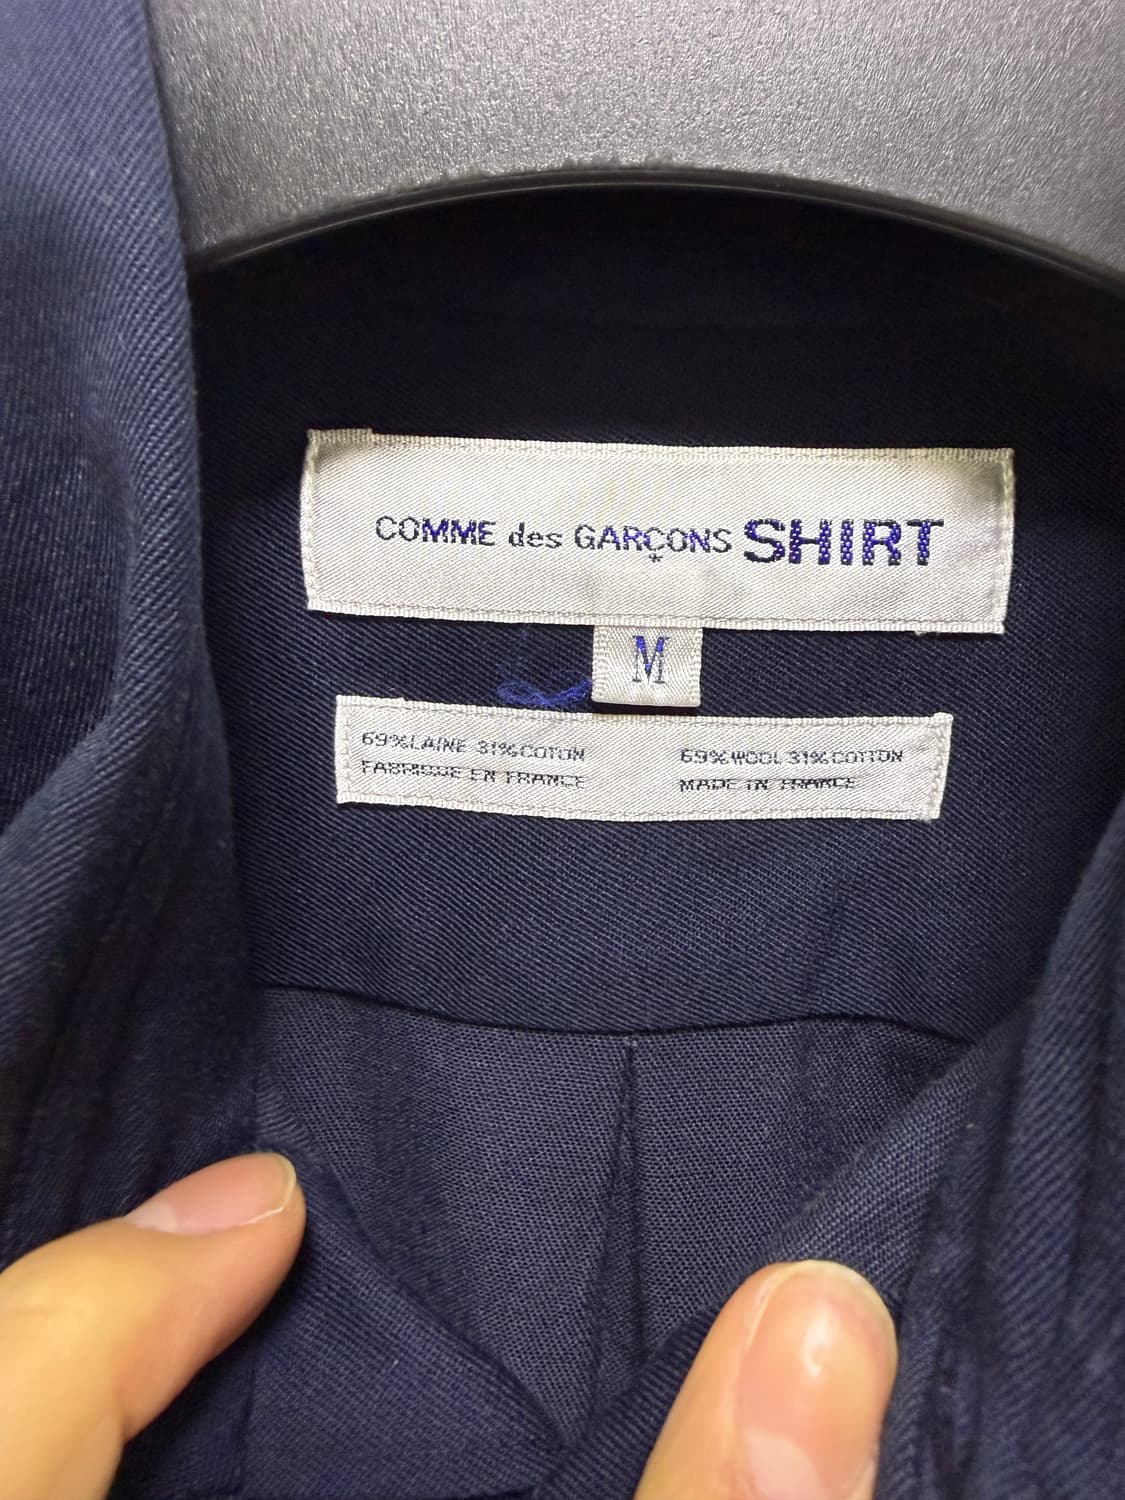 COMME des GARÇONS SHIRT
M
69%LAINE 31%COTON
FABRIQUE EN FRANCE
69%WOOL 31%COTTON
MADE IN FRANCE